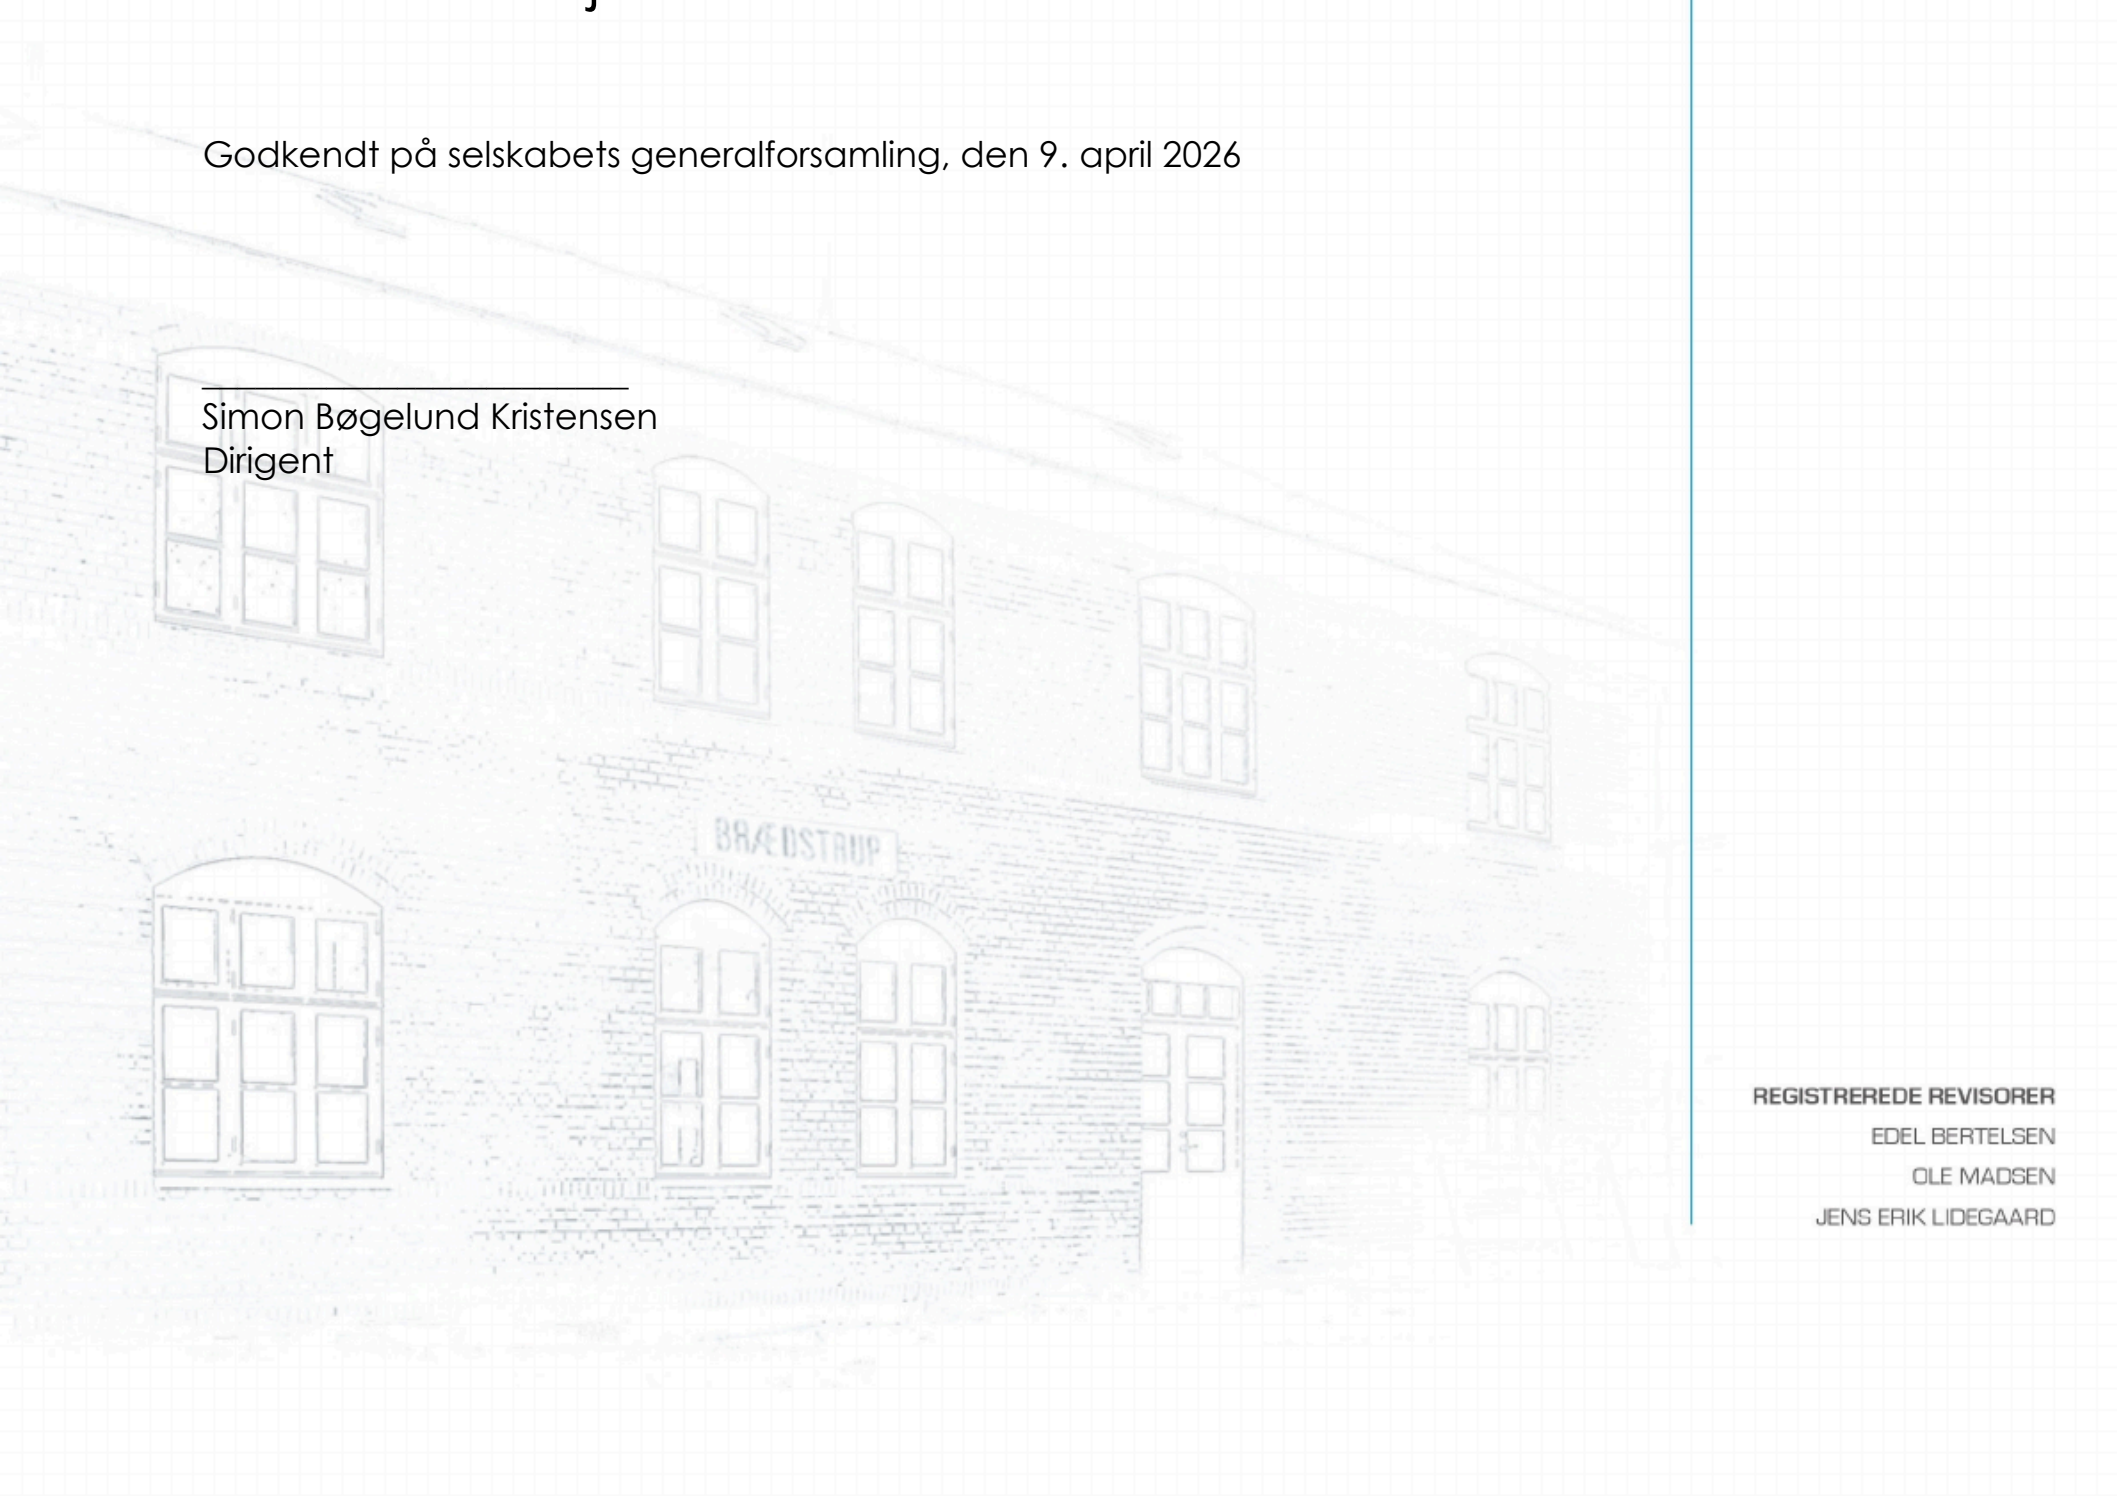 Godkendt på selskabets generalforsamling, den 9. april 2026
Simon Bøgelund Kristensen
Dirigent
BRÆDSTRUP
REGISTREREDE REVISORER
EDEL BERTELSEN
OLE MADSEN
JENS ERIK LIDEGAARD